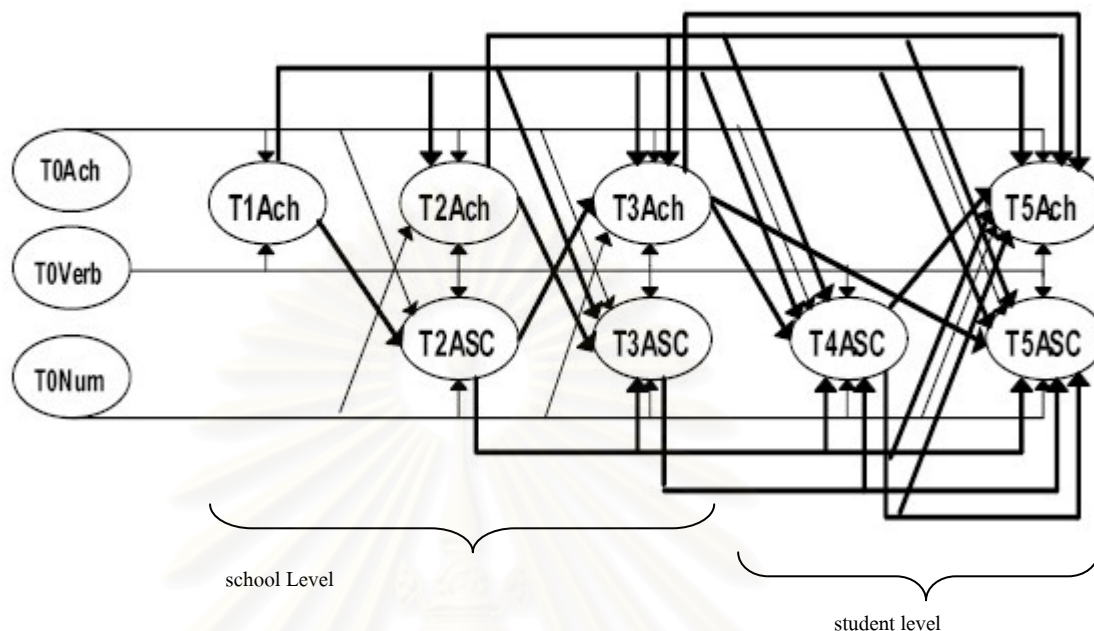 T0Ach
T1Ach
T2Ach
T3Ach
T5Ach
T0Verb
T0Num
T2ASC
T3ASC
T4ASC
T5ASC
school Level
student level